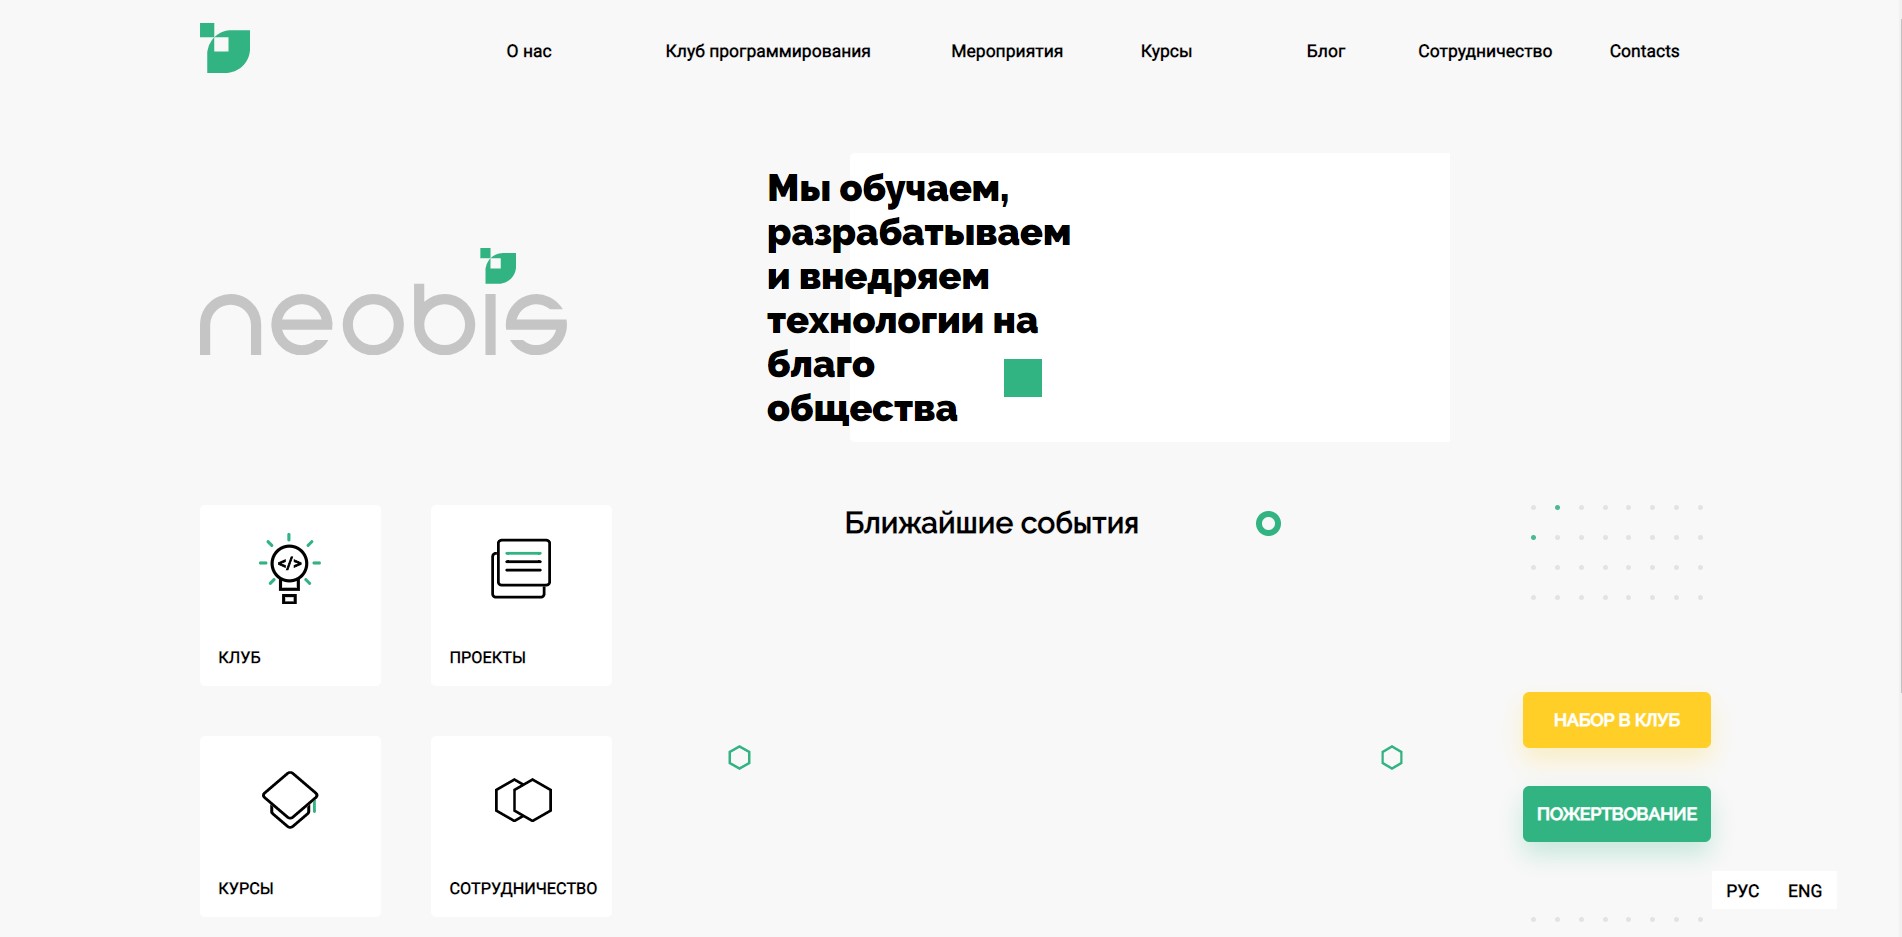 О нас
Клуб программирования
Мероприятия
Курсы
Блог
Сотрудничество
Contacts
neobis
Мы обучаем,
разрабатываем
и внедряем
технологии на
благо
общества
Ближайшие события
</>
КЛУБ
ПРОЕКТЫ
НАБОР В КЛУБ
ПОЖЕРТВОВАНИЕ
КУРСЫ
СОТРУДНИЧЕСТВО
РУС
ENG